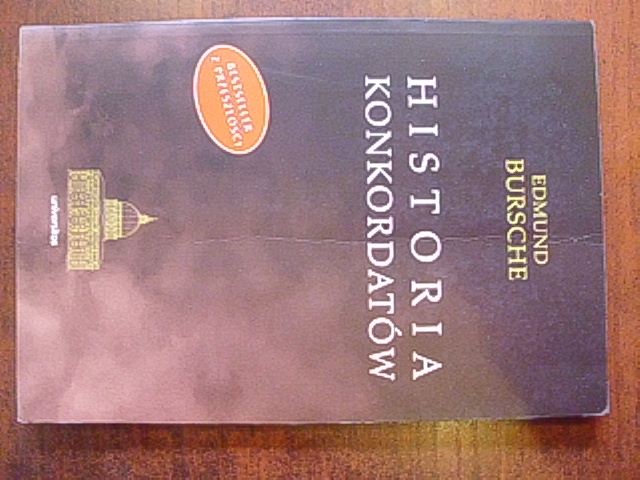 EDMUND
BURSCHE
HISTORIA
KONKORDATÓW
BESTSELLER
Z PRZESZŁOŚCI
universitas